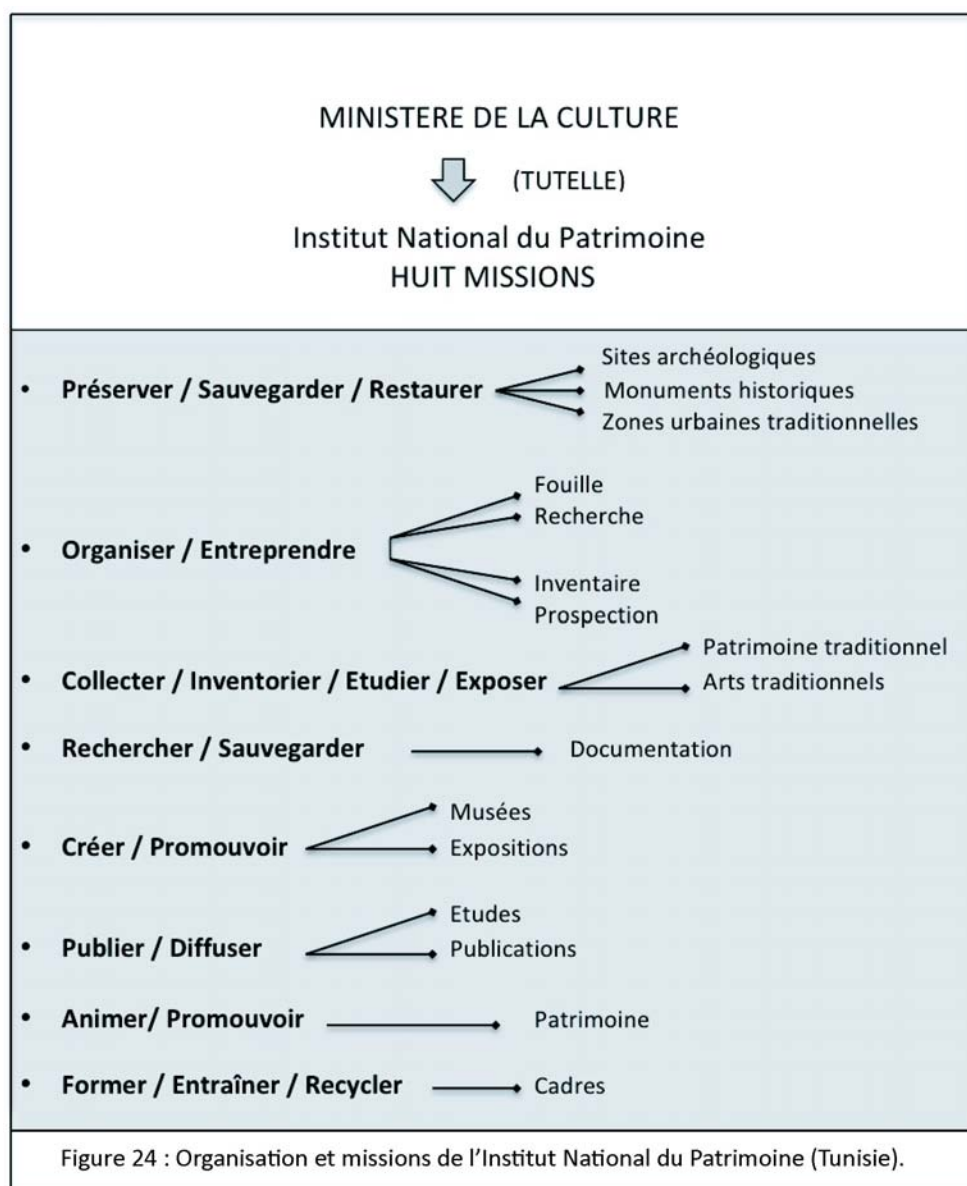 MINISTERE DE LA CULTURE
(TUTELLE)
Institut National du Patrimoine
HUIT MISSIONS
• Préserver / Sauvegarder / Restaurer
Sites archéologiques
Monuments historiques
Zones urbaines traditionnelles
• Organiser / Entreprendre
Fouille
Recherche
Inventaire
Prospection
• Collecter / Inventorier / Etudier / Exposer
Patrimoine traditionnel
Arts traditionnels
• Rechercher / Sauvegarder
Documentation
• Créer / Promouvoir
Musées
Expositions
• Publier / Diffuser
Etudes
Publications
• Animer/ Promouvoir
Patrimoine
• Former / Entraîner / Recycler
Cadres
Figure 24 : Organisation et missions de l'Institut National du Patrimoine (Tunisie).